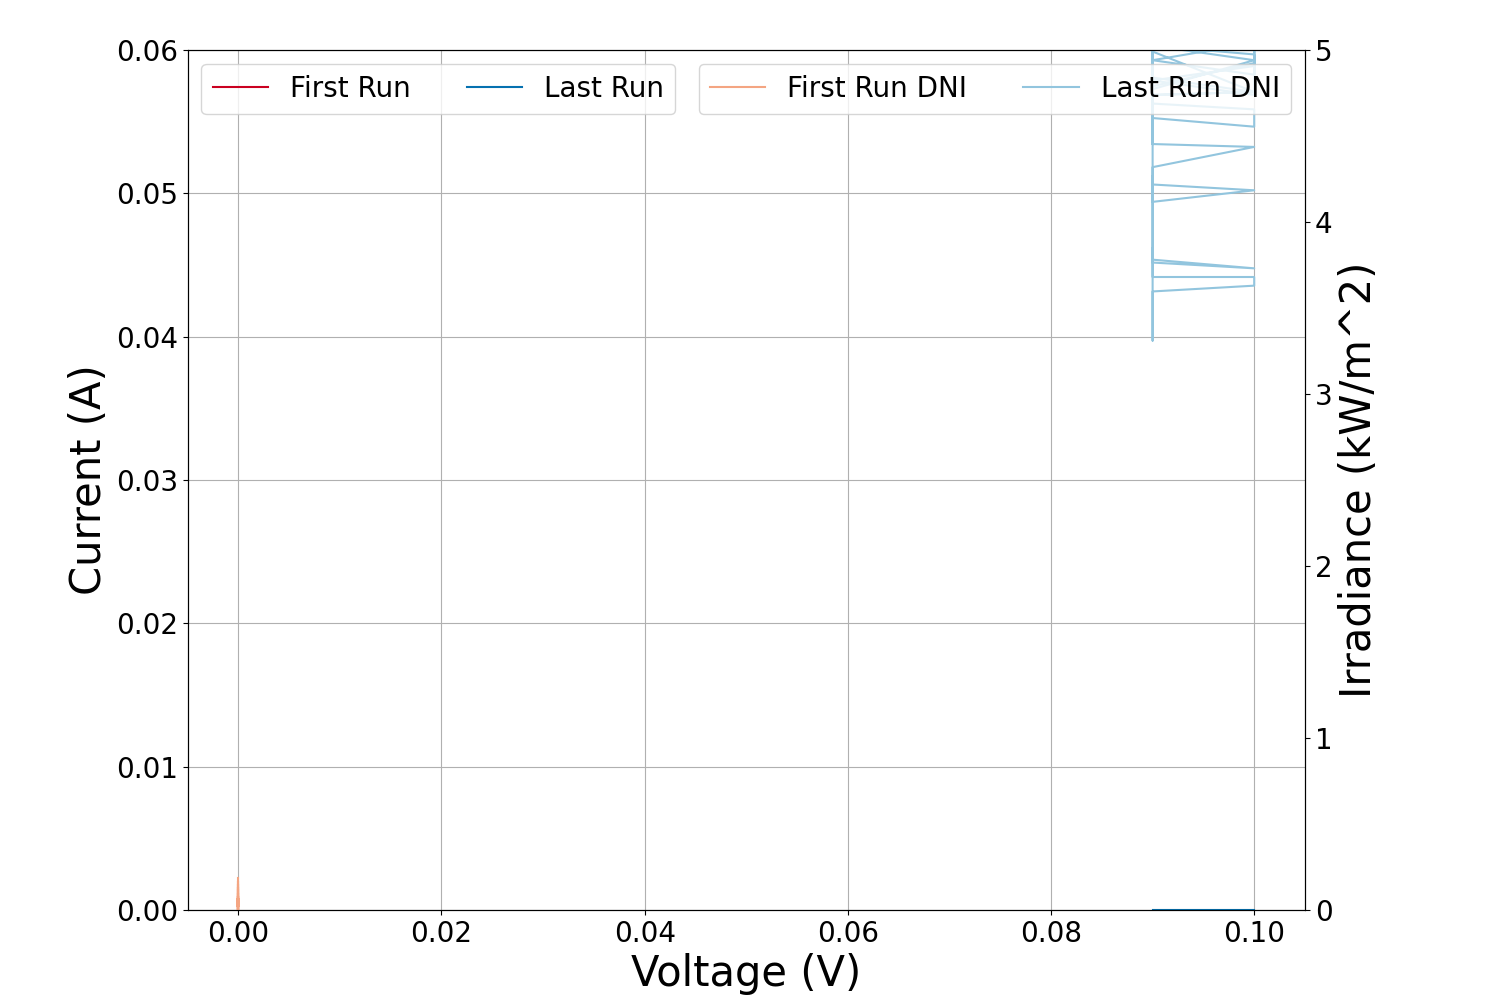 First Run
Last Run
First Run DNI
Last Run DNI
0.06
0.05
0.04
0.03
0.02
0.01
0.00
Current (A)
5
4
3
2
1
0
Irradiance (kW/m^2)
0.00 0.02 0.04 0.06 0.08 0.10
Voltage (V)